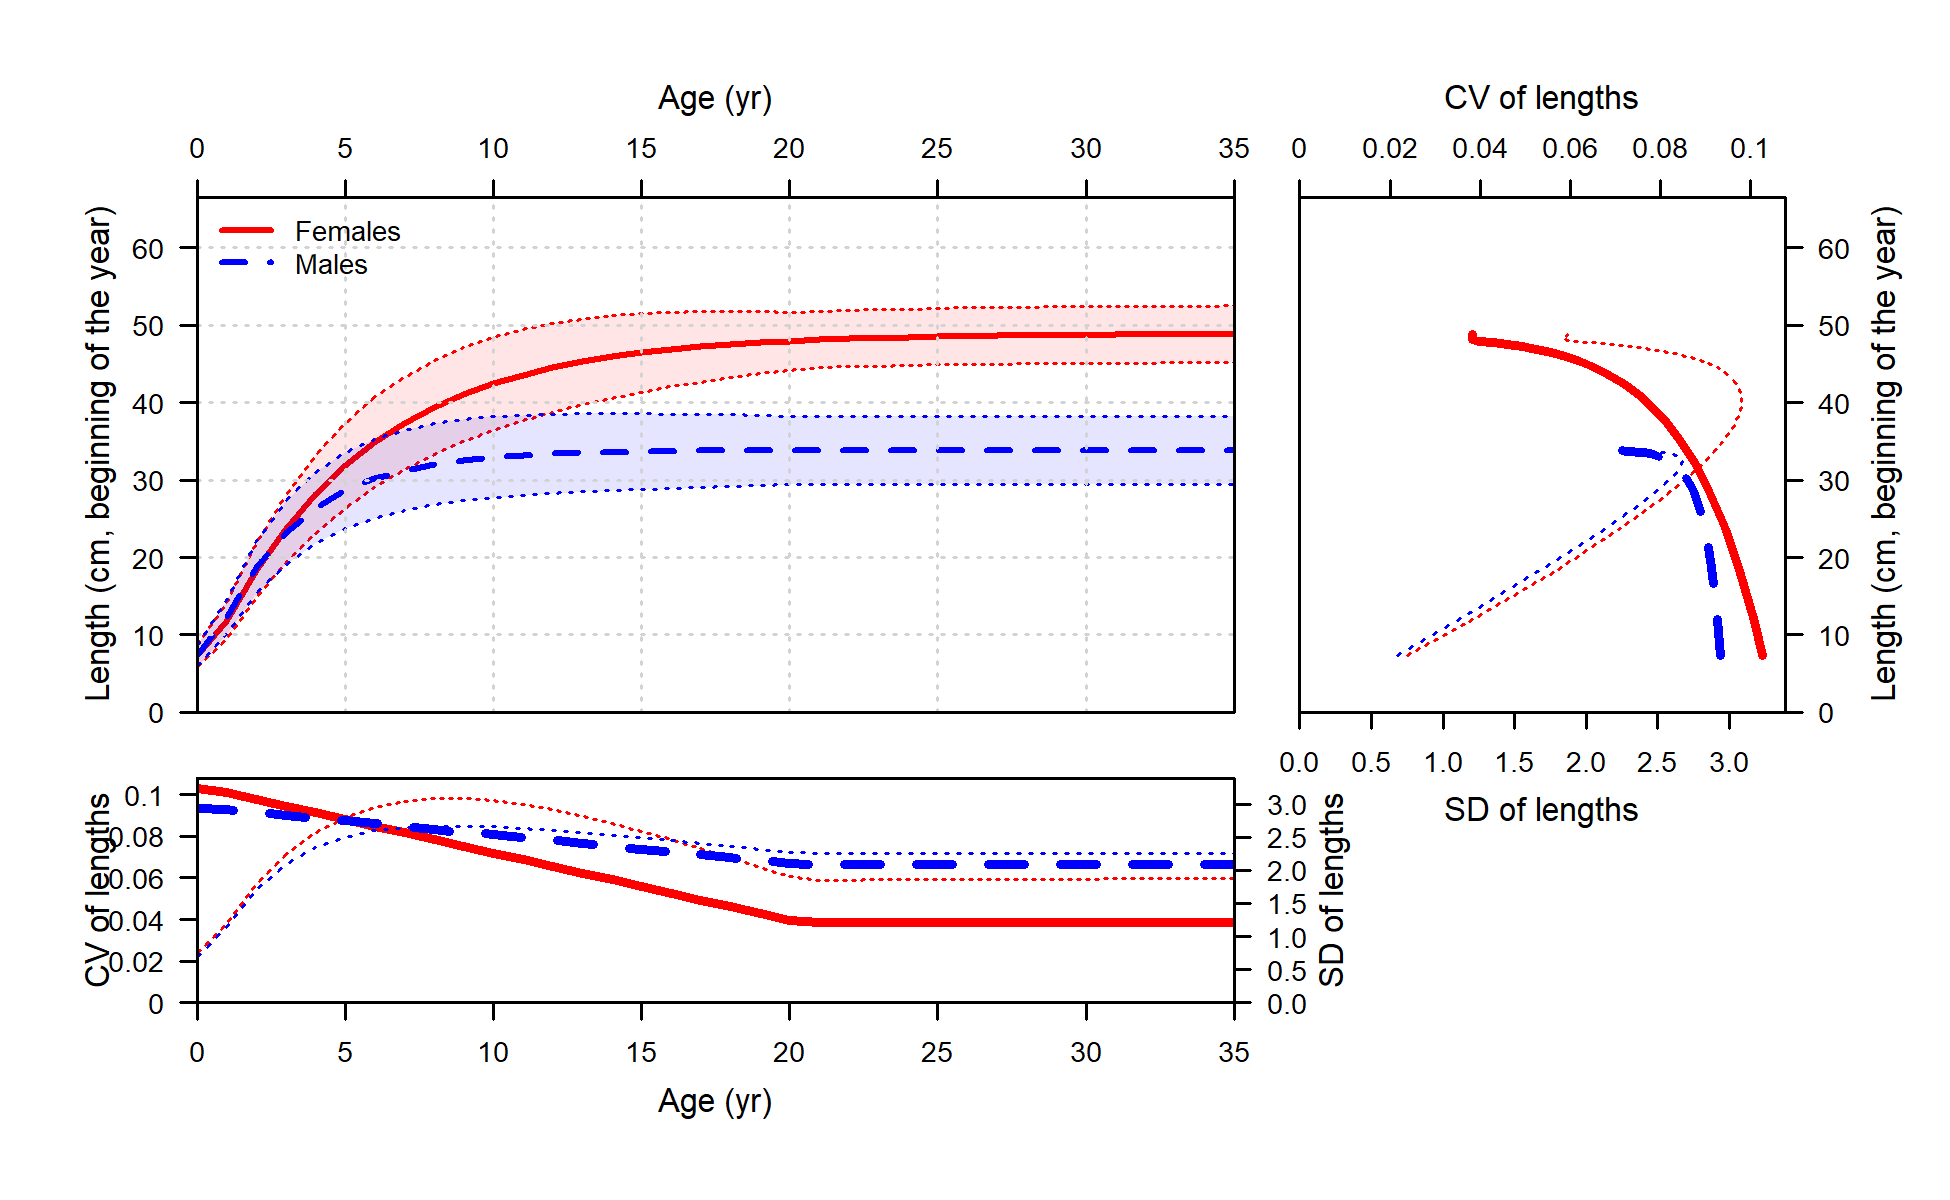 Age (yr)
CV of lengths
0 5 10 15 20 25 30 35
0 0.02 0.04 0.06 0.08 0.1
Length (cm, beginning of the year)
60
50
40
30
20
10
0
Females
Males
60
50
40
30
20
10
0
Length (cm, beginning of the year)
0.0 0.5 1.0 1.5 2.0 2.5 3.0
SD of lengths
CV of lengths
0.1
0.08
0.06
0.04
0.02
0
3.0
2.5
2.0
1.5
1.0
0.5
0.0
SD of lengths
0 5 10 15 20 25 30 35
Age (yr)